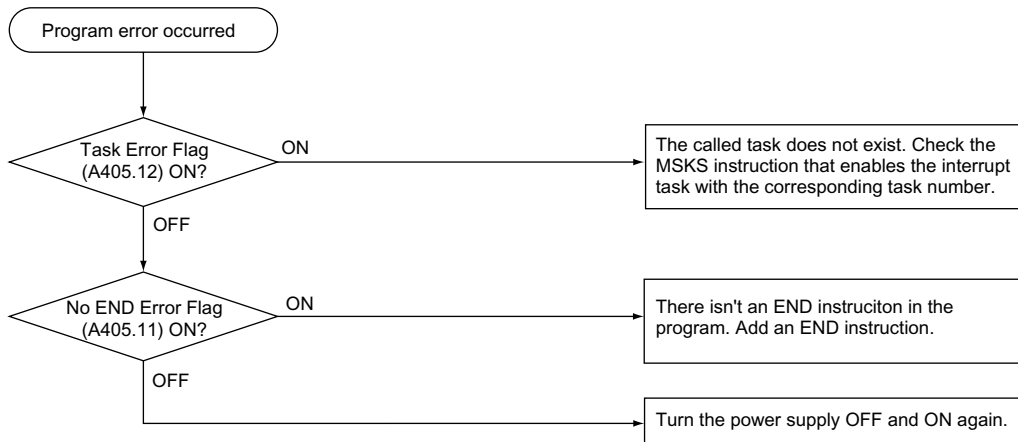 Program error occurred
Task Error Flag
(A405.12) ON?
ON
The called task does not exist. Check the
MSKS instruction that enables the interrupt
task with the corresponding task number.
OFF
No END Error Flag
(A405.11) ON?
ON
There isn't an END instruciton in the
program. Add an END instruction.
OFF
Turn the power supply OFF and ON again.